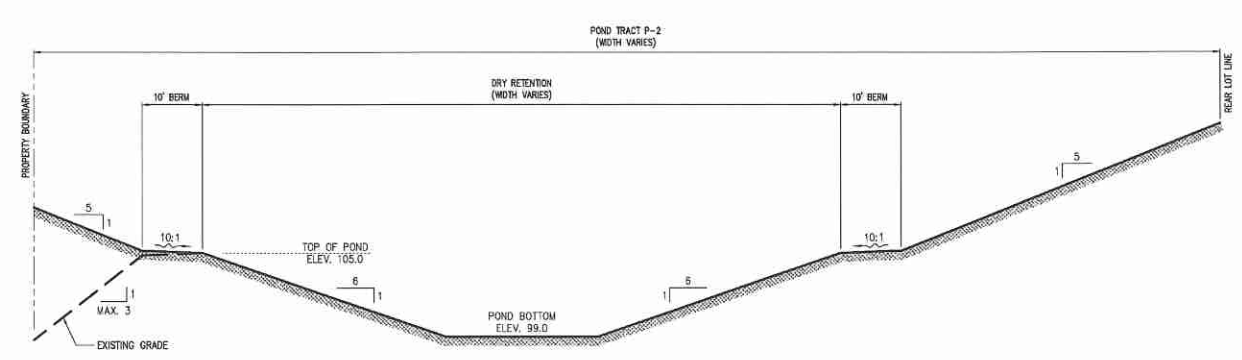 POND TRACT P-2
(WIDTH VARIES)
DRY RETENTION
(WIDTH VARIES)
10' BERM
10' BERM
PROPERTY BOUNDARY
REAR LOT LINE
5
1
5
1
10:1
10:1
TOP OF POND
ELEV. 105.0
6
1
6
1
MAX. 3
1
POND BOTTOM
ELEV. 99.0
EXISTING GRADE